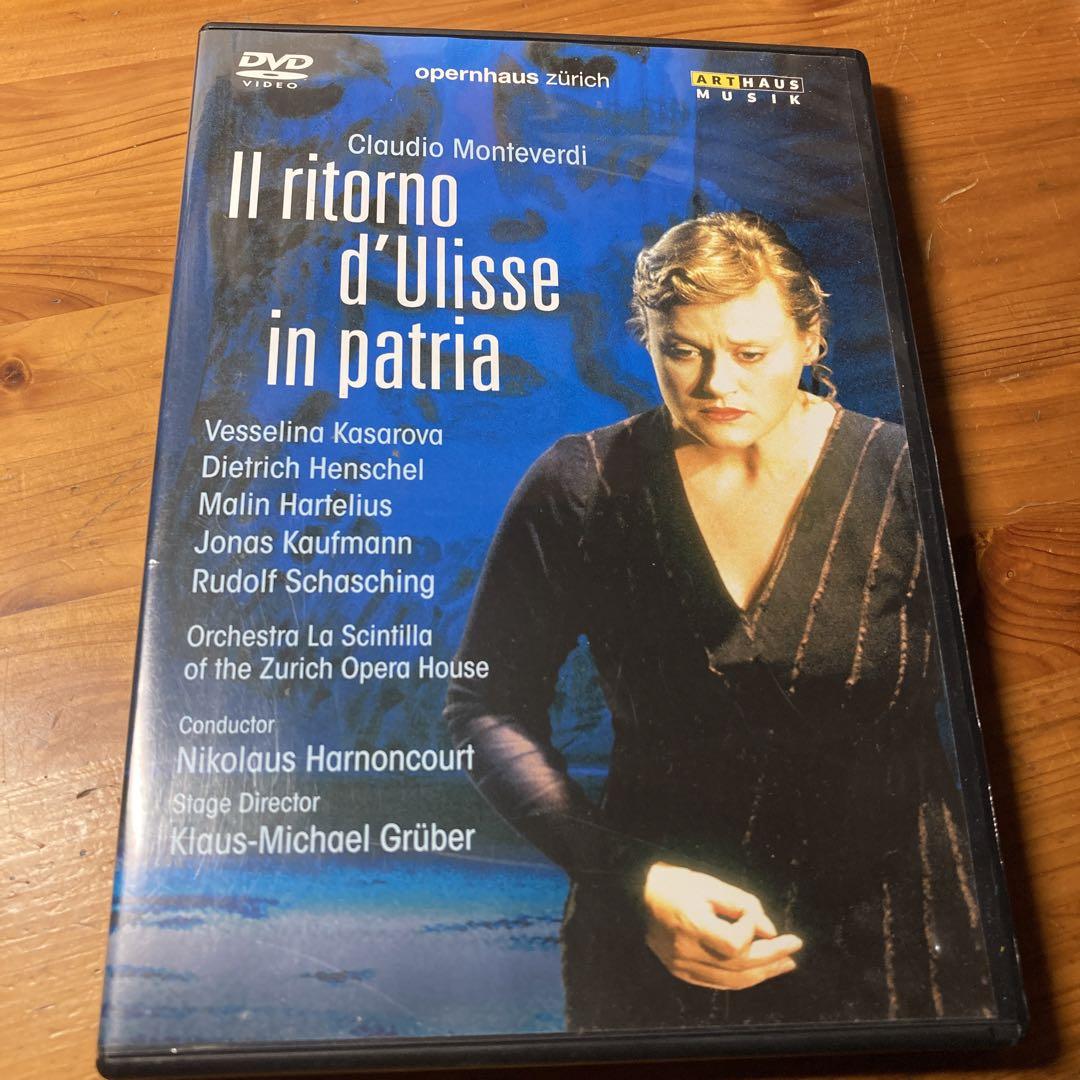 DVD
VIDEO
opernhaus zürich
ARTHAUS
MUSIK
Claudio Monteverdi
Il ritorno
d'Ulisse
in patria
Vesselina Kasarova
Dietrich Henschel
Malin Hartelius
Jonas Kaufmann
Rudolf Schasching
Orchestra La Scintilla
of the Zurich Opera House
Conductor
Nikolaus Harnoncourt
Stage Director
Klaus-Michael Grüber